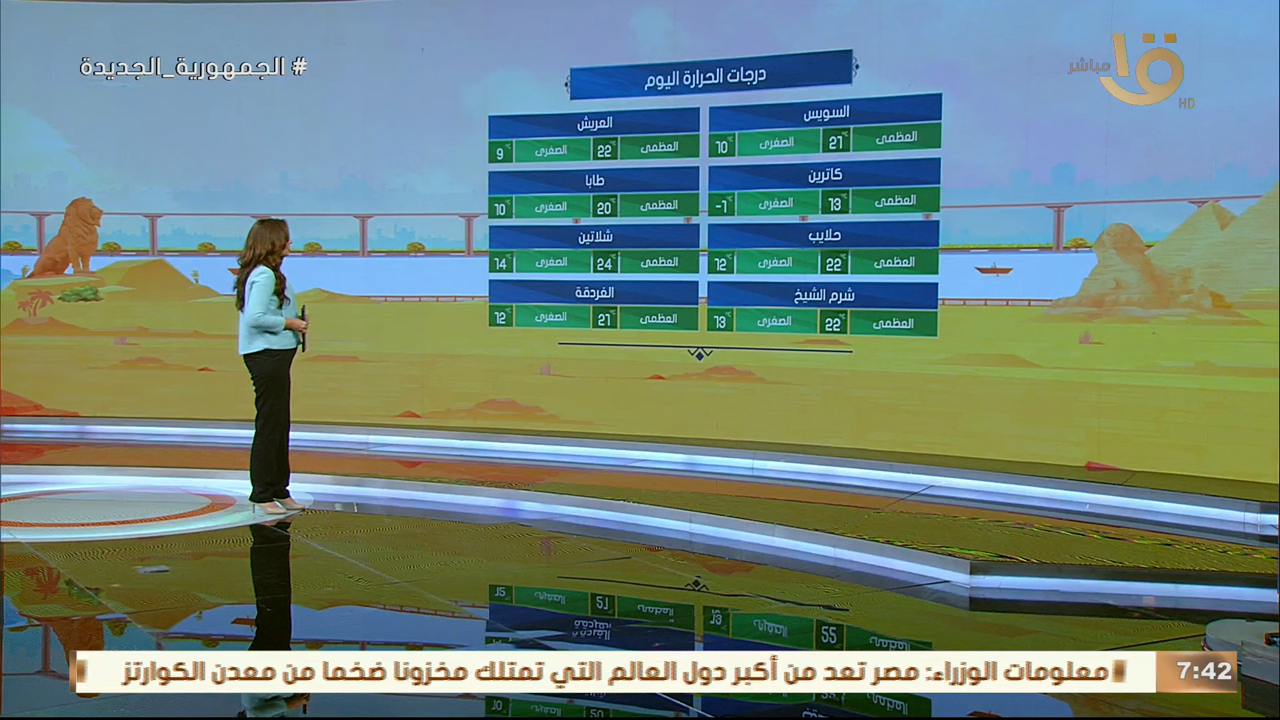 # الجمهورية_الجديدة
مباشر
HD
درجات الحرارة اليوم
السويس
العظمى 21°C الصغرى 10°C
العريش
العظمى 22°C الصغرى 9°C
كاترين
العظمى 13°C الصغرى 1-°C
طابا
العظمى 20°C الصغرى 10°C
حلايب
العظمى 22°C الصغرى 12°C
شلاتين
العظمى 24°C الصغرى 14°C
شرم الشيخ
العظمى 22°C الصغرى 13°C
الغردقة
العظمى 21°C الصغرى 12°C
معلومات الوزراء: مصر تعد من أكبر دول العالم التي تمتلك مخزونا ضخما من معدن الكوارتز
7:42